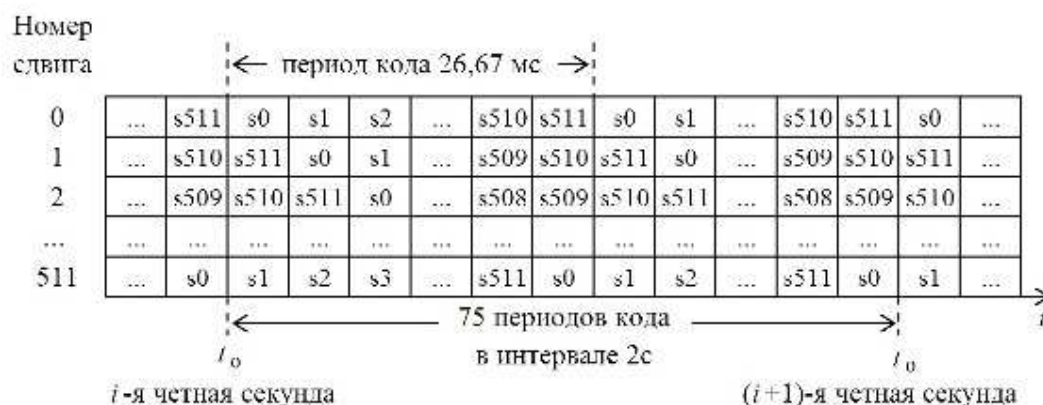 Номер
сдвига
период кода 26,67 мс
0 ... s511 s0 s1 s2 ... s510 s511 s0 s1 ... s510 s511 s0 ...
1 ... s510 s511 s0 s1 ... s509 s510 s511 s0 ... s509 s510 s511 ...
2 ... s509 s510 s511 s0 ... s508 s509 s510 s511 ... s508 s509 s510 ...
... ... ... ... ... ... ... ... ... ... ... ... ... ... ... ...
511 ... s0 s1 s2 s3 ... s511 s0 s1 s2 ... s511 s0 s1 ...
75 периодов кода t
t₀ в интервале 2с t₀
i-я четная секунда (i+1)-я четная секунда